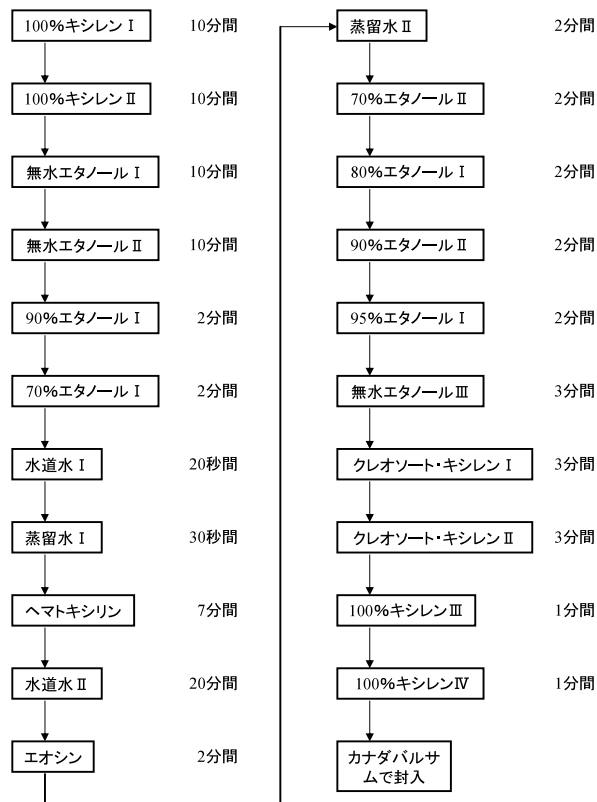 100%キシレンⅠ 10分間
100%キシレンⅡ 10分間
無水エタノールⅠ 10分間
無水エタノールⅡ 10分間
90%エタノールⅠ 2分間
70%エタノールⅠ 2分間
水道水Ⅰ 20秒間
蒸留水Ⅰ 30秒間
ヘマトキシリン 7分間
水道水Ⅱ 20分間
エオシン 2分間
蒸留水Ⅱ 2分間
70%エタノールⅡ 2分間
80%エタノールⅠ 2分間
90%エタノールⅡ 2分間
95%エタノールⅠ 2分間
無水エタノールⅢ 3分間
クレオソート・キシレンⅠ 3分間
クレオソート・キシレンⅡ 3分間
100%キシレンⅢ 1分間
100%キシレンⅣ 1分間
カナダバルサ
ムで封入